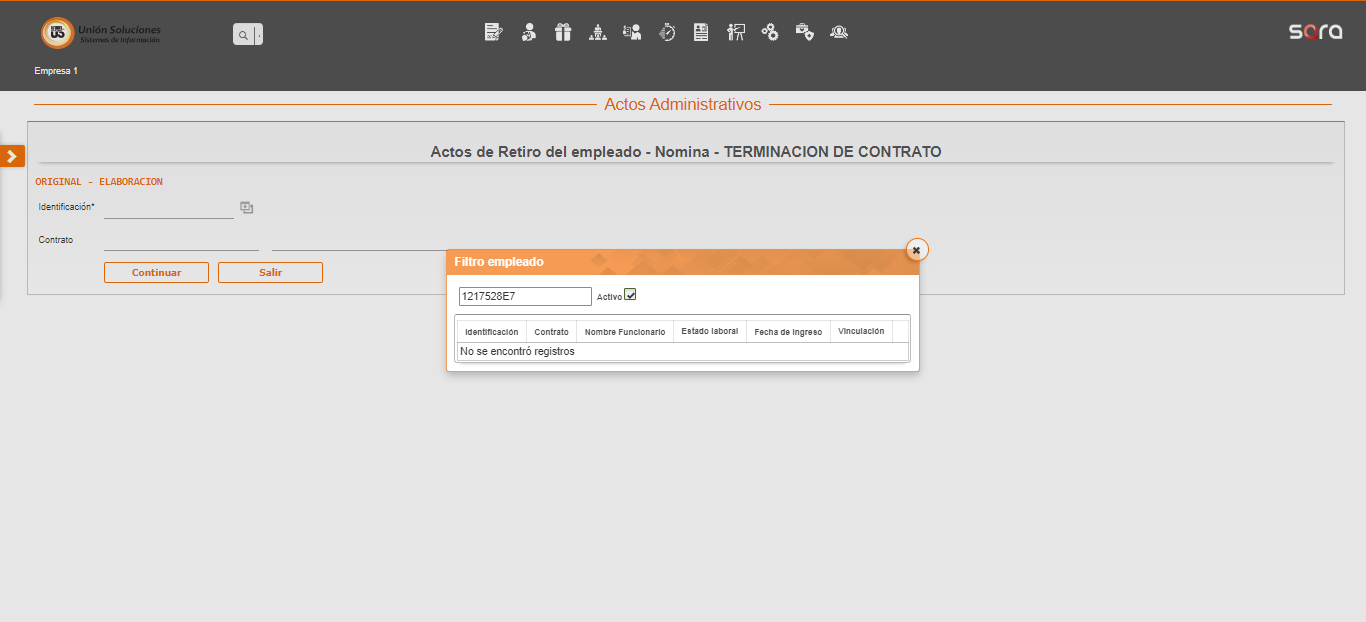 Unión Soluciones
Sistemas de Información
sora
Empresa 1
Actos Administrativos
Actos de Retiro del empleado - Nomina - TERMINACION DE CONTRATO
ORIGINAL - ELABORACION
Identificación*
Contrato
Continuar Salir
Filtro empleado
1217528E7 Activo
Identificación Contrato Nombre Funcionario Estado laboral Fecha de Ingreso Vinculación
No se encontró registros